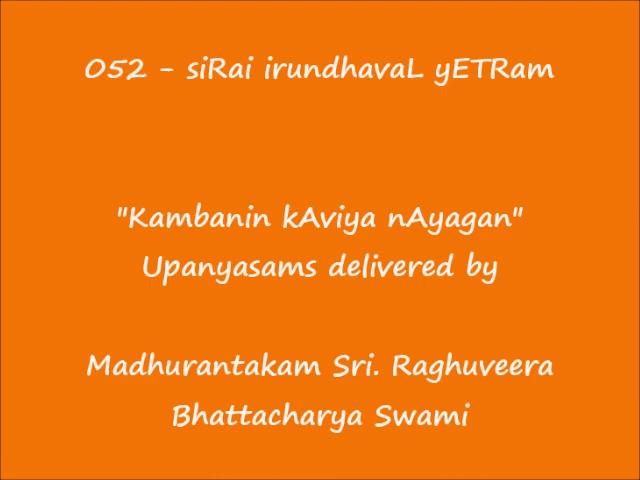 052 - siRai irundhavaL yETRam
"Kambanin kAviya nAyagan"
Upanyasams delivered by
Madhurantakam Sri. Raghuveera
Bhattacharya Swami